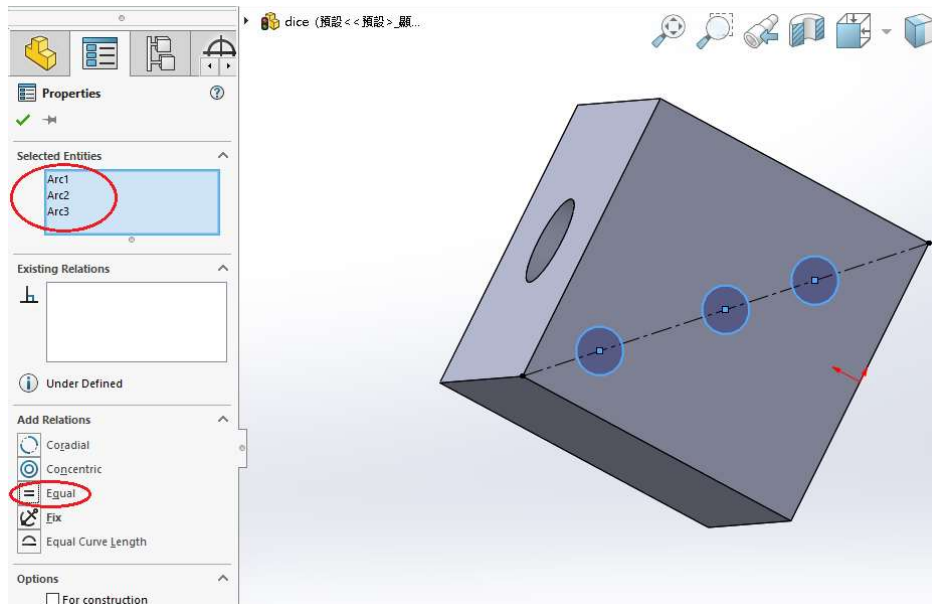 dice (預設<<預設>_顯...
Properties
Selected Entities
Arc1
Arc2
Arc3
Existing Relations
Under Defined
Add Relations
Coradial
Concentric
Equal
Fix
Equal Curve Length
Options
For construction